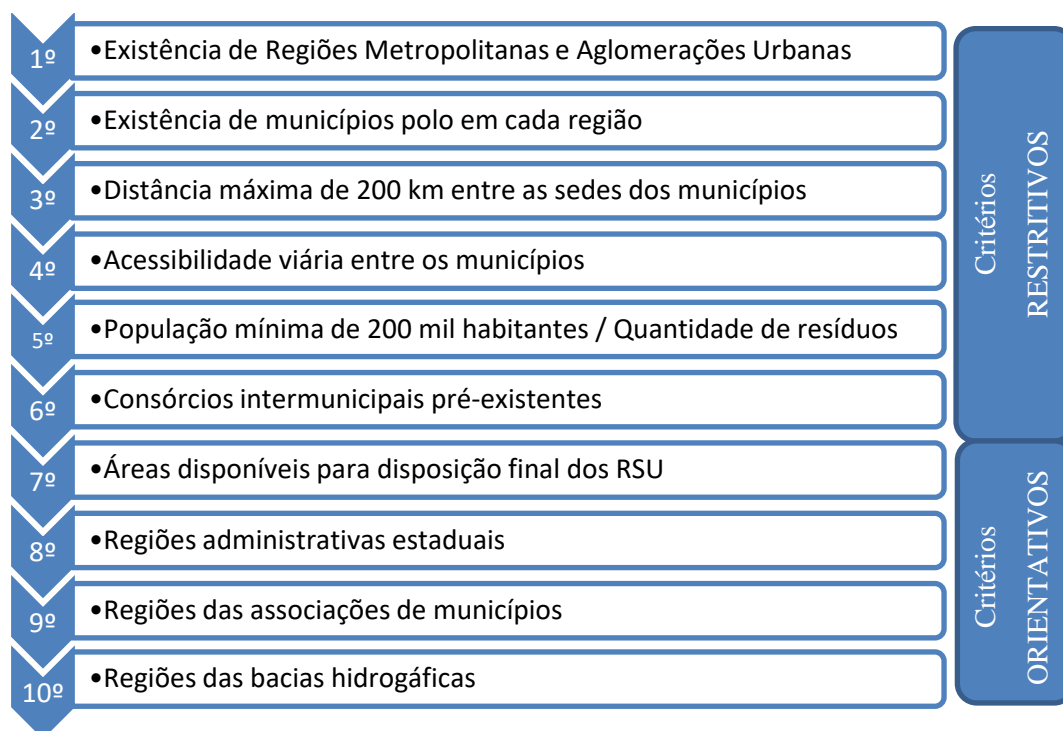 1º •Existência de Regiões Metropolitanas e Aglomerações Urbanas
2º •Existência de municípios polo em cada região
3º •Distância máxima de 200 km entre as sedes dos municípios
4º •Acessibilidade viária entre os municípios
5º •População mínima de 200 mil habitantes / Quantidade de resíduos
6º •Consórcios intermunicipais pré-existentes
Critérios
RESTRITIVOS
7º •Áreas disponíveis para disposição final dos RSU
8º •Regiões administrativas estaduais
9º •Regiões das associações de municípios
10º •Regiões das bacias hidrogáficas
Critérios
ORIENTATIVOS